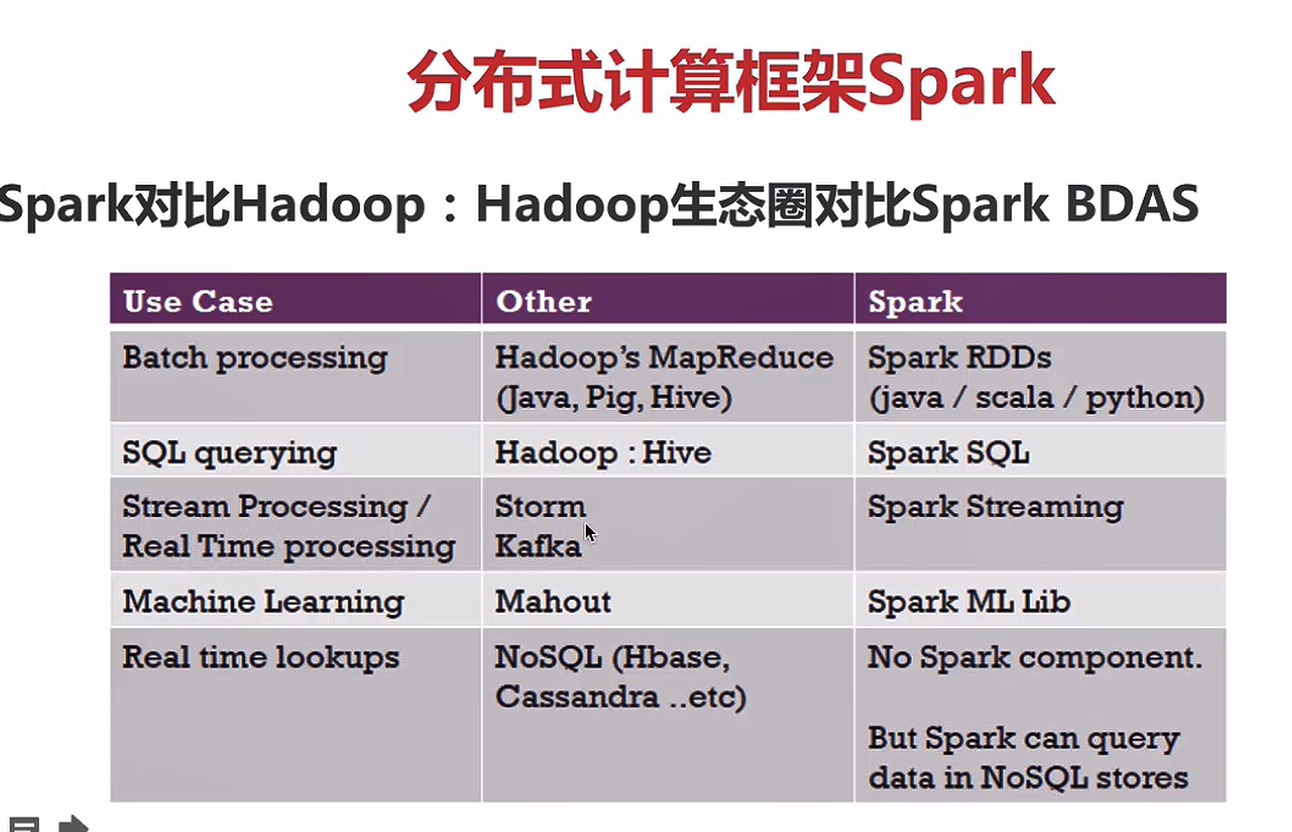 分布式计算框架Spark
Spark对比Hadoop：Hadoop生态圈对比Spark BDAS
Use Case Other Spark
Batch processing
Hadoop's MapReduce
(Java, Pig, Hive)
Spark RDDs
(java / scala / python)
SQL querying
Hadoop : Hive
Spark SQL
Stream Processing /
Real Time processing
Storm
Kafka
Spark Streaming
Machine Learning
Mahout
Spark ML Lib
Real time lookups
NoSQL (Hbase,
Cassandra ..etc)
No Spark component.
But Spark can query
data in NoSQL stores